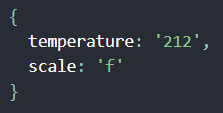 {
  temperature: '212',
  scale: 'f'
}